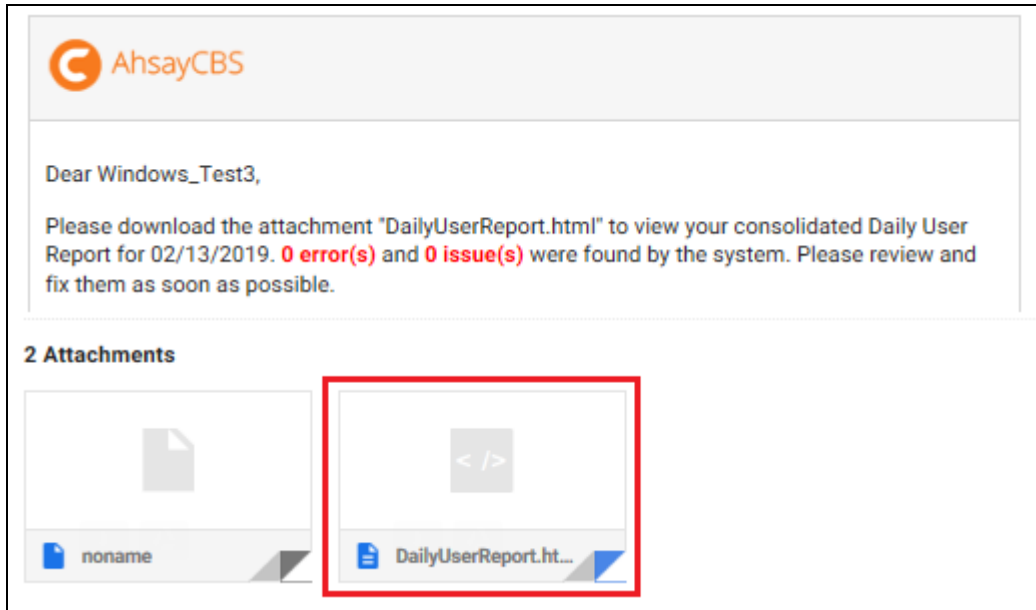 AhsayCBS
Dear Windows_Test3,
Please download the attachment "DailyUserReport.html" to view your consolidated Daily User
Report for 02/13/2019. 0 error(s) and 0 issue(s) were found by the system. Please review and
fix them as soon as possible.
2 Attachments
< />
noname
DailyUserReport.ht...